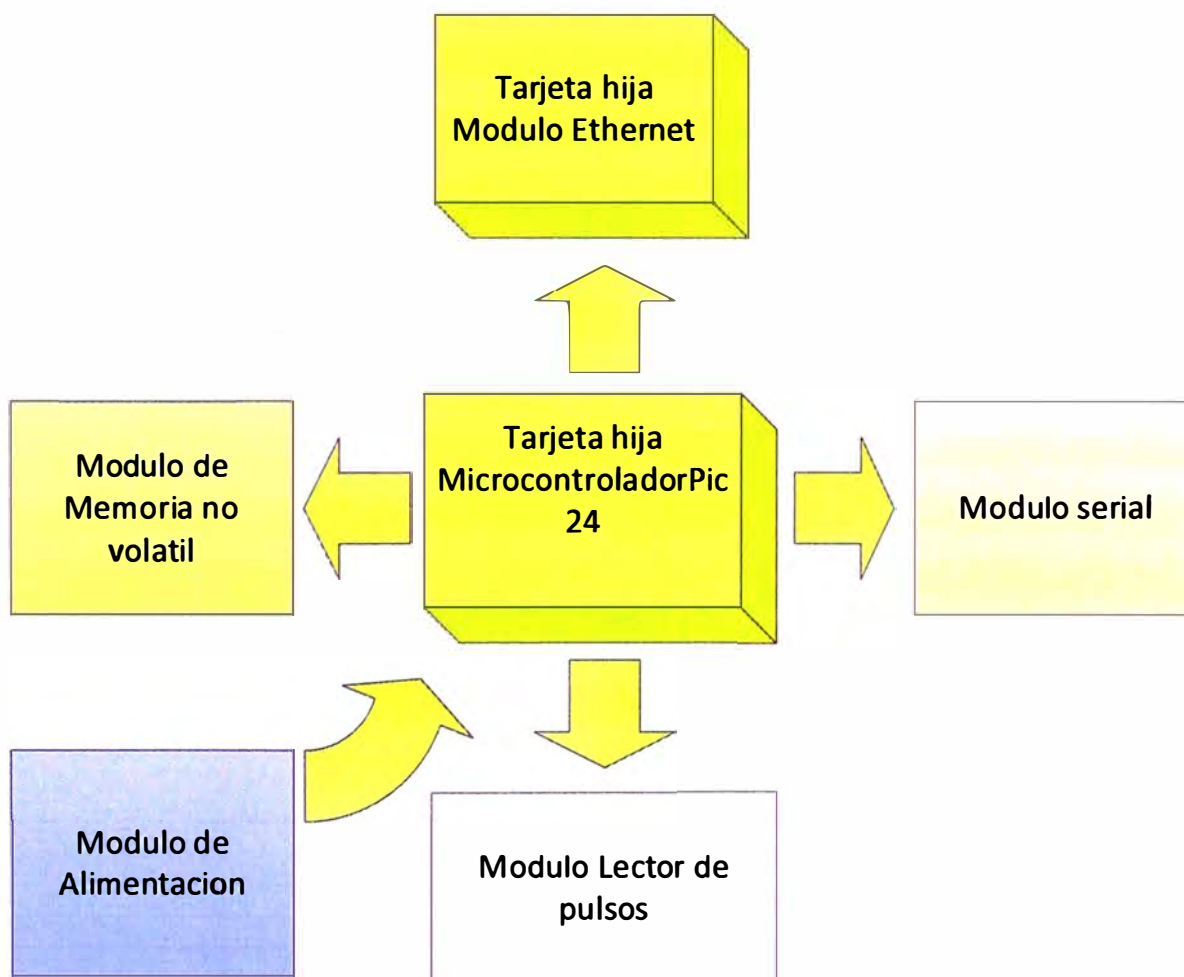 Tarjeta hija
Modulo Ethernet
Modulo de
Memoria no
volatil
Tarjeta hija
MicrocontroladorPic
24
Modulo serial
Modulo de
Alimentacion
Modulo Lector de
pulsos